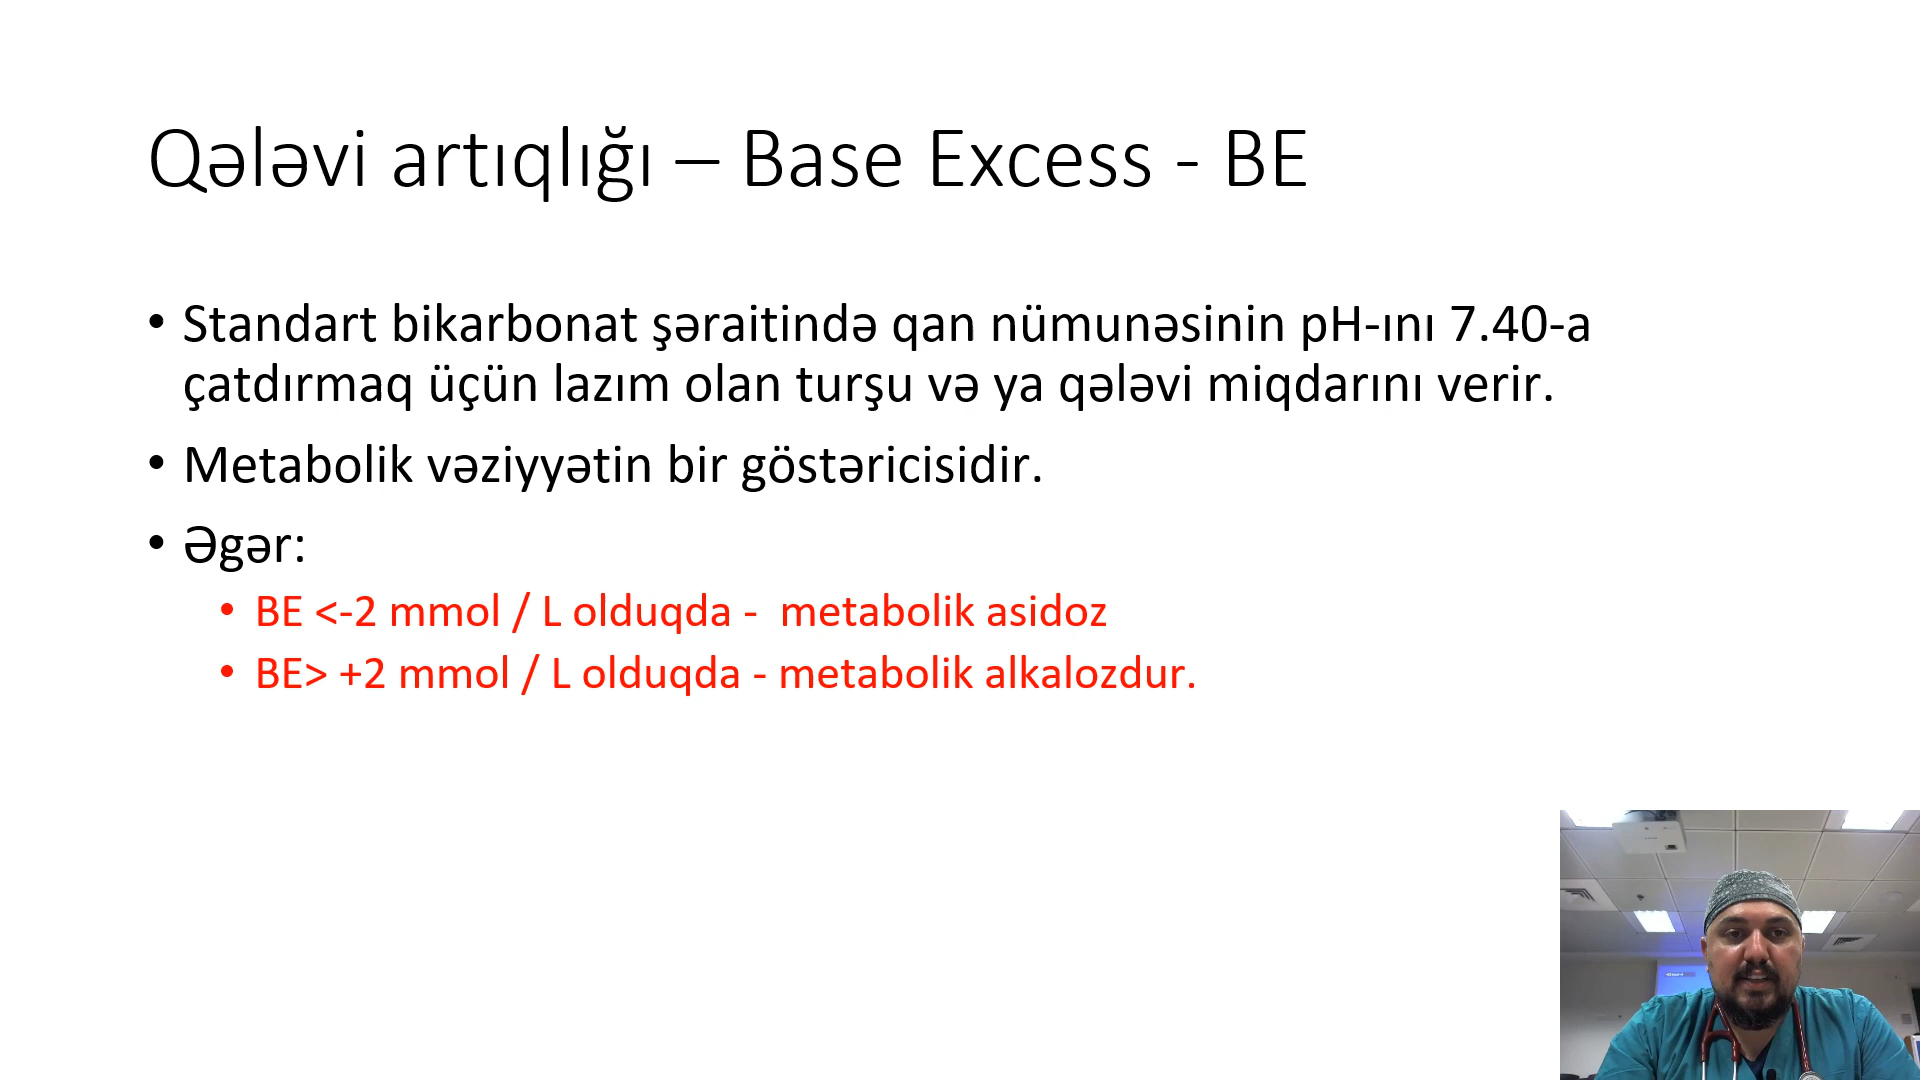 Qələvi artıqlığı – Base Excess - BE
• Standart bikarbonat şəraitində qan nümunəsinin pH-ını 7.40-a
çatdırmaq üçün lazım olan turşu və ya qələvi miqdarını verir.
• Metabolik vəziyyətin bir göstəricisidir.
• Əgər:
• BE <-2 mmol / L olduqda -  metabolik asidoz
• BE> +2 mmol / L olduqda - metabolik alkalozdur.